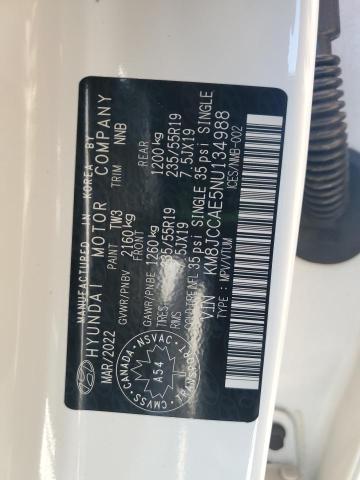 MANUFACTURED IN KOREA BY
HYUNDAI MOTOR COMPANY
MAR/2022 PAINT TW3 TRIM NNB
GVWR/PNBV 2160 kg
FRONT REAR
GAWR/PNBE 1260 kg 1200 kg
TIRES 235/55R19 235/55R19
RIMS 7.5JX19 7.5JX19
COLD TIRE INFL 35 psi SINGLE 35 psi SINGLE
VIN : KM8JCCAE5NU134988
TYPE : MPV/VTUM ICES/NMB-002
CANADA NSVAC TRANSPORT CMVSS
A54